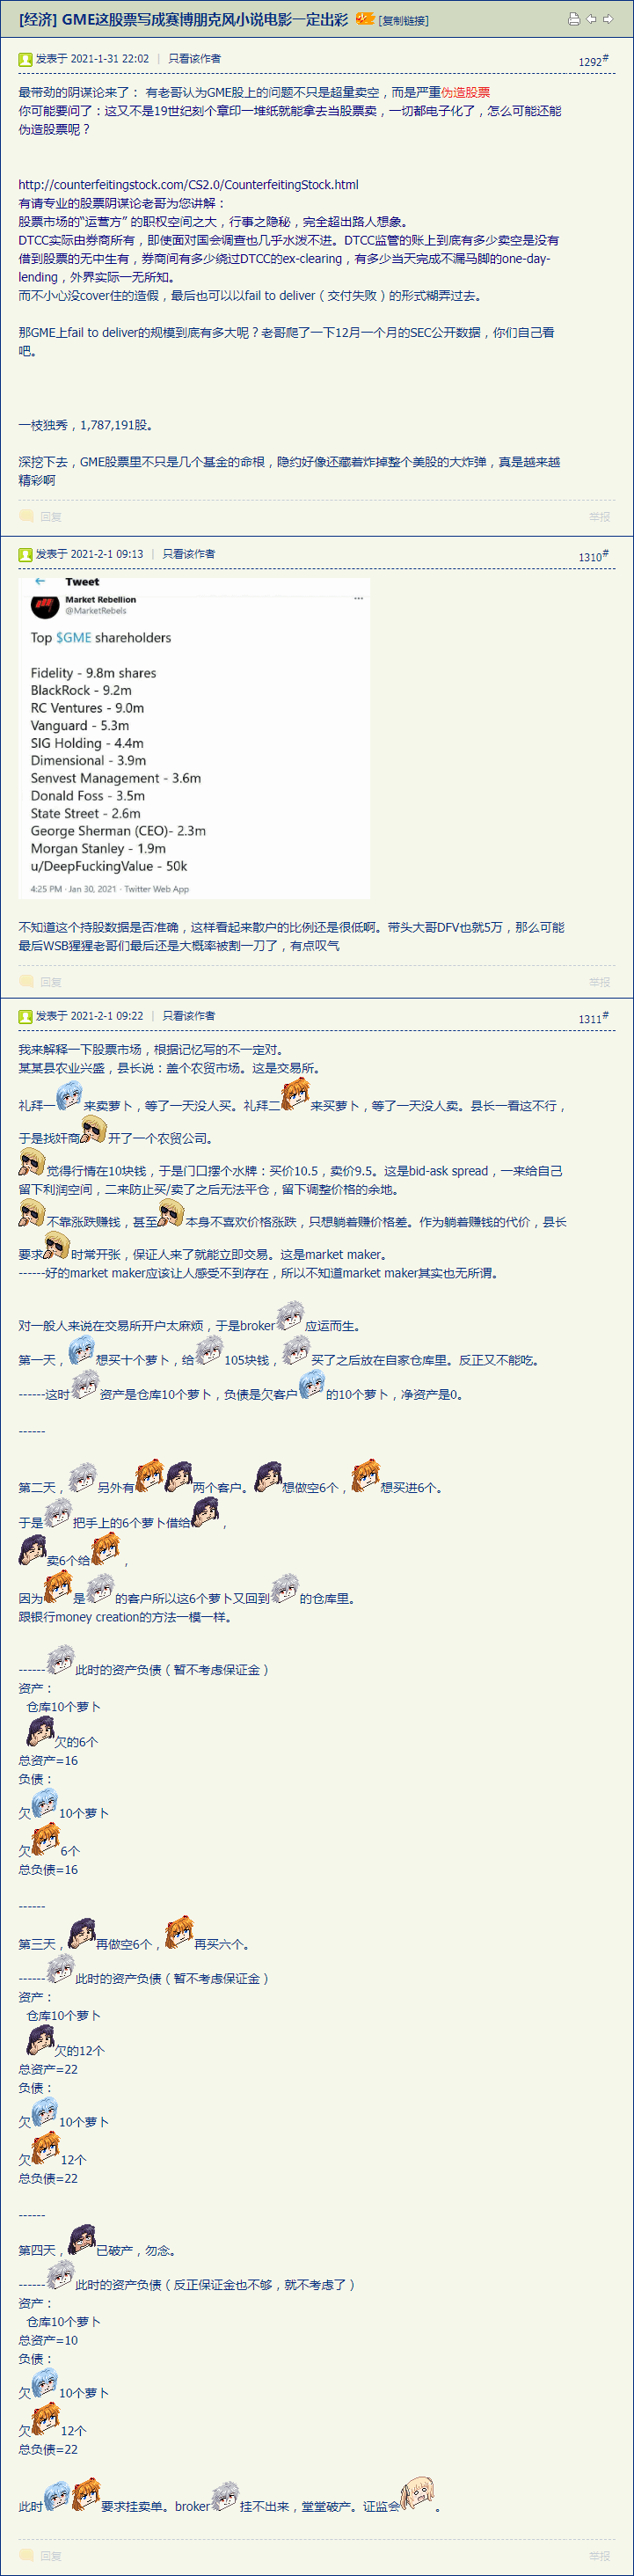 [经济] GME这股票写成赛博朋克风小说电影一定出彩 [复制链接]
发表于 2021-1-31 22:02 | 只看该作者
1292#
最带劲的阴谋论来了： 有老哥认为GME股上的问题不只是超量卖空，而是严重伪造股票
你可能要问了：这又不是19世纪刻个章印一堆纸就能拿去当股票卖，一切都电子化了，怎么可能还能
伪造股票呢？
http://counterfeitingstock.com/CS2.0/CounterfeitingStock.html
有请专业的股票阴谋论老哥为您讲解：
股票市场的“运营方” 的职权空间之大，行事之隐秘，完全超出路人想象。
DTCC实际由券商所有，即使面对国会调查也几乎水泼不进。DTCC监管的账上到底有多少卖空是没有
借到股票的无中生有，券商间有多少绕过DTCC的ex-clearing，有多少当天完成不漏马脚的one-day-
lending，外界实际一无所知。
而不小心没cover住的造假，最后也可以以fail to deliver（交付失败）的形式糊弄过去。
那GME上fail to deliver的规模到底有多大呢？老哥爬了一下12月一个月的SEC公开数据，你们自己看
吧。
一枝独秀，1,787,191股。
深挖下去，GME股票里不只是几个基金的命根，隐约好像还藏着炸掉整个美股的大炸弹，真是越来越
精彩啊
回复
举报
发表于 2021-2-1 09:13 | 只看该作者
1310#
Tweet
Market Rebellion
@MarketRebels
Top $GME shareholders
Fidelity - 9.8m shares
BlackRock - 9.2m
RC Ventures - 9.0m
Vanguard - 5.3m
SIG Holding - 4.4m
Dimensional - 3.9m
Senvest Management - 3.6m
Donald Foss - 3.5m
State Street - 2.6m
George Sherman (CEO)- 2.3m
Morgan Stanley - 1.9m
u/DeepFuckingValue - 50k
4:25 PM · Jan 30, 2021 · Twitter Web App
不知道这个持股数据是否准确，这样看起来散户的比例还是很低啊。带头大哥DFV也就5万，那么可能
最后WSB猩猩老哥们最后还是大概率被割一刀了，有点叹气
回复
举报
发表于 2021-2-1 09:22 | 只看该作者
1311#
我来解释一下股票市场，根据记忆写的不一定对。
某某县农业兴盛，县长说：盖个农贸市场。这是交易所。
礼拜一来卖萝卜，等了一天没人买。礼拜二来买萝卜，等了一天没人卖。县长一看这不行，
于是找奸商开了一个农贸公司。
觉得行情在10块钱，于是门口摆个水牌：买价10.5，卖价9.5。这是bid-ask spread，一来给自己
留下利润空间，二来防止买/卖了之后无法平仓，留下调整价格的余地。
不靠涨跌赚钱，甚至本身不喜欢价格涨跌，只想躺着赚价格差。作为躺着赚钱的代价，县长
要求时常开张，保证人来了就能立即交易。这是market maker。
------好的market maker应该让人感受不到存在，所以不知道market maker其实也无所谓。
对一般人来说在交易所开户太麻烦，于是broker应运而生。
第一天，想买十个萝卜，给105块钱，买了之后放在自家仓库里。反正又不能吃。
------这时资产是仓库10个萝卜，负债是欠客户的10个萝卜，净资产是0。
------
第二天，另外有两个客户。想做空6个，想买进6个。
于是把手上的6个萝卜借给，
卖6个给，
因为是的客户所以这6个萝卜又回到的仓库里。
跟银行money creation的方法一模一样。
------此时的资产负债（暂不考虑保证金）
资产：
仓库10个萝卜
欠的6个
总资产=16
负债：
欠10个萝卜
欠6个
总负债=16
------
第三天，再做空6个，再买六个。
------此时的资产负债（暂不考虑保证金）
资产：
仓库10个萝卜
欠的12个
总资产=22
负债：
欠10个萝卜
欠12个
总负债=22
------
第四天，已破产，勿念。
------此时的资产负债（反正保证金也不够，就不考虑了）
资产：
仓库10个萝卜
总资产=10
负债：
欠10个萝卜
欠12个
总负债=22
此时要求挂卖单。broker挂不出来，堂堂破产。证监会。
回复
举报